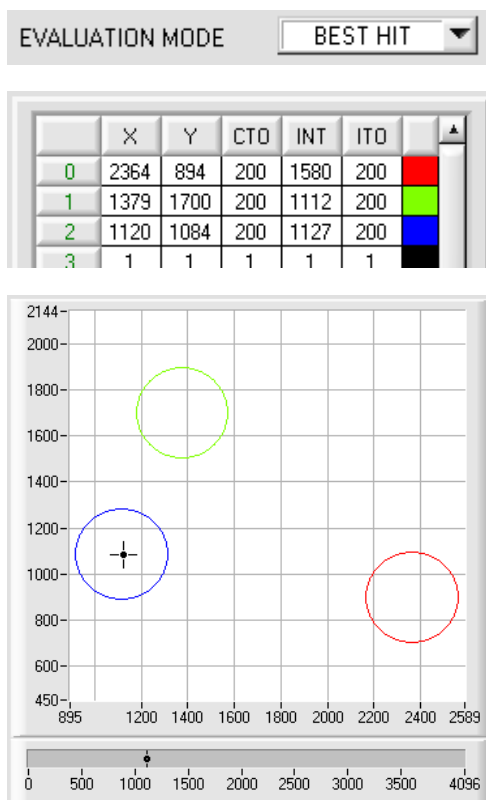 EVALUATION MODE BEST HIT
X Y CTO INT ITO
0 2364 894 200 1580 200
1 1379 1700 200 1112 200
2 1120 1084 200 1127 200
3 1 1 1 1 1
2144
2000
1800
1600
1400
1200
1000
800
600
450
895 1200 1400 1600 1800 2000 2200 2400 2589
0 500 1000 1500 2000 2500 3000 3500 4096